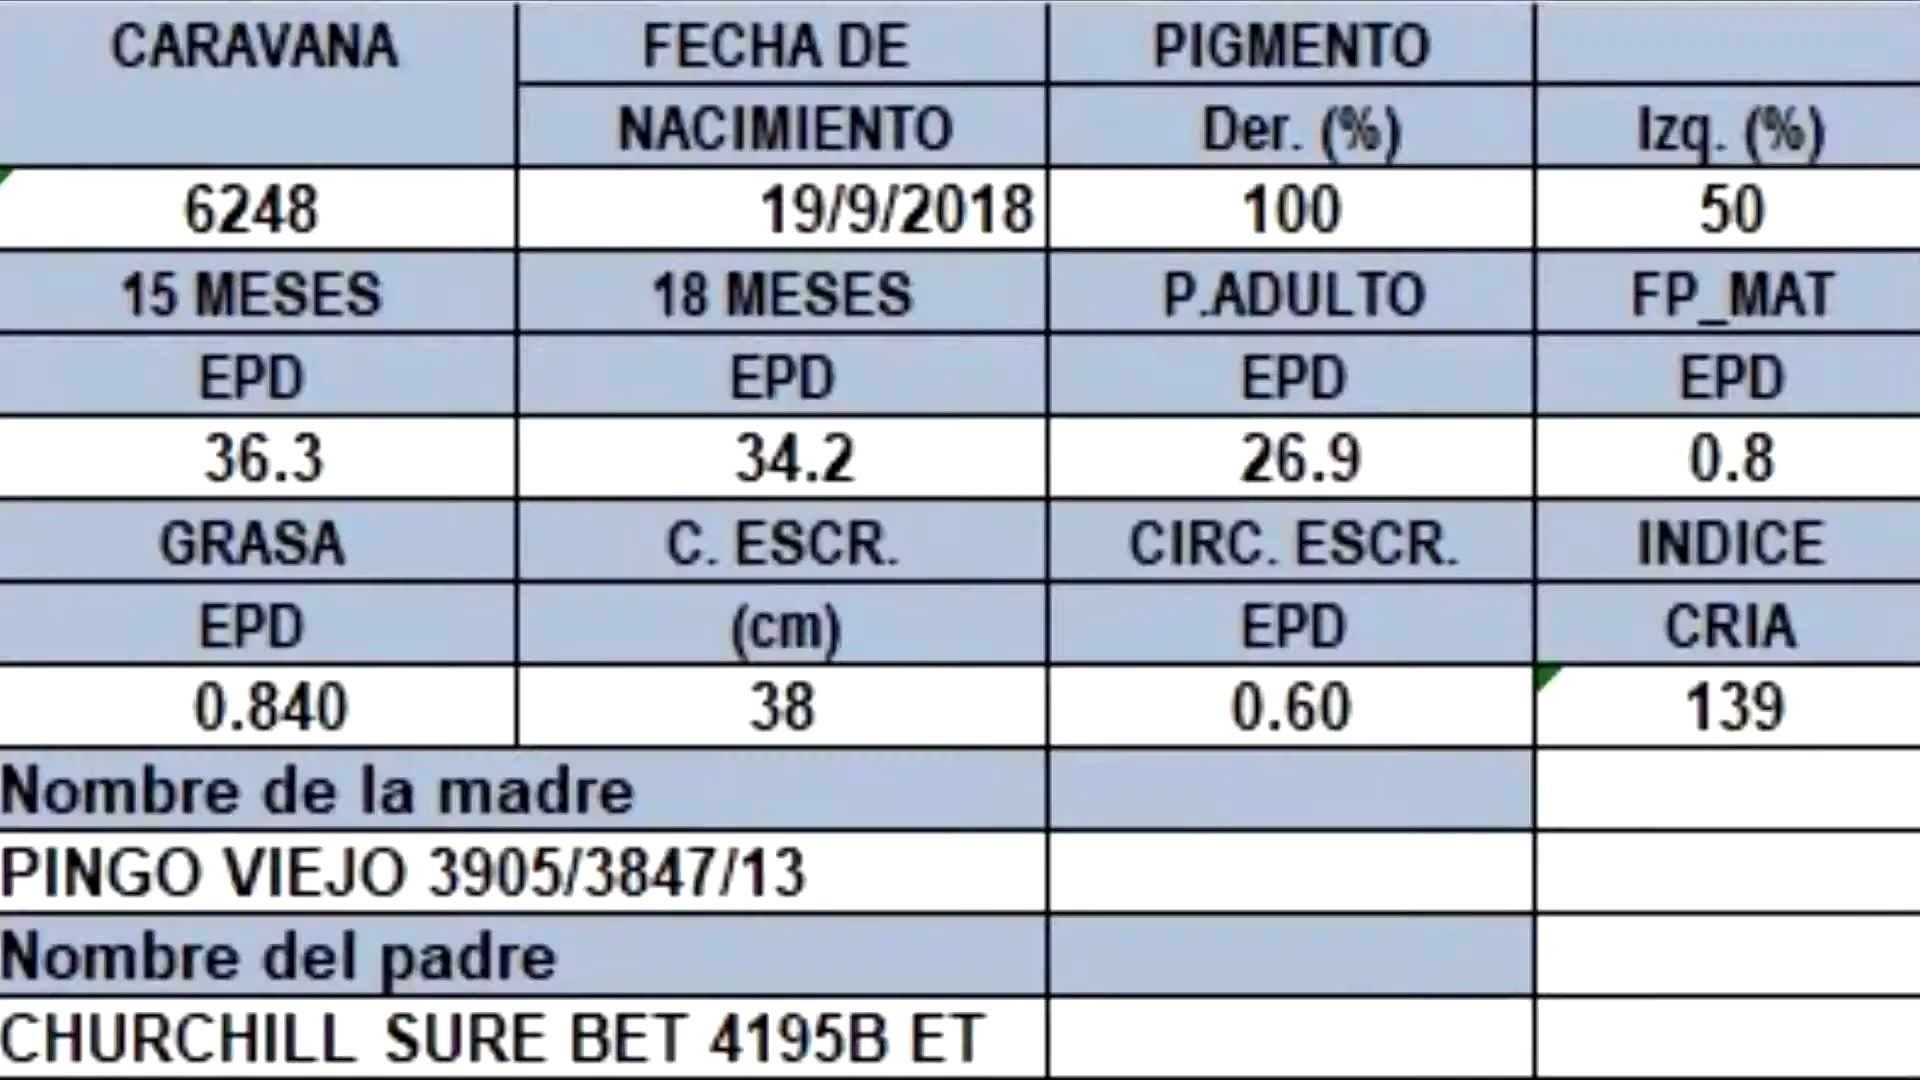 CARAVANA FECHA DE PIGMENTO
NACIMIENTO Der. (%) Izq. (%)
6248 19/9/2018 100 50
15 MESES 18 MESES P.ADULTO FP_MAT
EPD EPD EPD EPD
36.3 34.2 26.9 0.8
GRASA C. ESCR. CIRC. ESCR. INDICE
EPD (cm) EPD CRIA
0.840 38 0.60 139
Nombre de la madre
PINGO VIEJO 3905/3847/13
Nombre del padre
CHURCHILL SURE BET 4195B ET